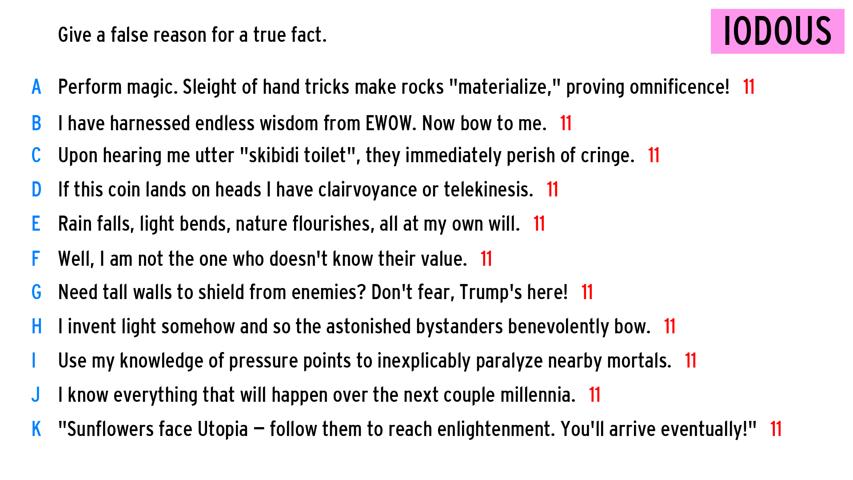 Give a false reason for a true fact.
IODOUS
A Perform magic. Sleight of hand tricks make rocks "materialize," proving omnificence! 11
B I have harnessed endless wisdom from EWOW. Now bow to me. 11
C Upon hearing me utter "skibidi toilet", they immediately perish of cringe. 11
D If this coin lands on heads I have clairvoyance or telekinesis. 11
E Rain falls, light bends, nature flourishes, all at my own will. 11
F Well, I am not the one who doesn't know their value. 11
G Need tall walls to shield from enemies? Don't fear, Trump's here! 11
H I invent light somehow and so the astonished bystanders benevolently bow. 11
I Use my knowledge of pressure points to inexplicably paralyze nearby mortals. 11
J I know everything that will happen over the next couple millennia. 11
K "Sunflowers face Utopia – follow them to reach enlightenment. You'll arrive eventually!" 11